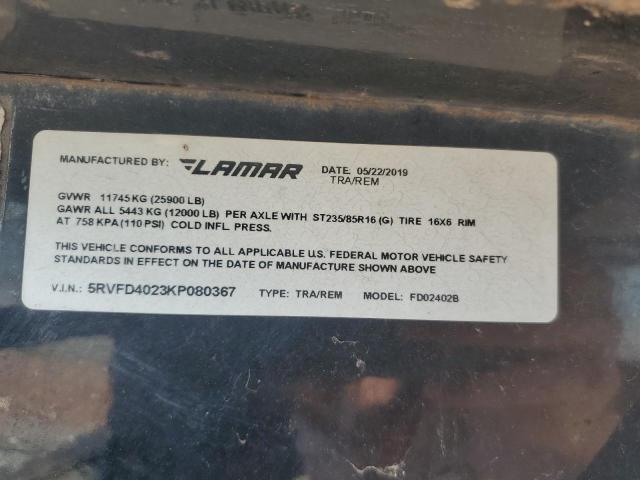 MANUFACTURED BY: LAMAR DATE: 05/22/2019
TRA/REM
GVWR 11745 KG (25900 LB)
GAWR ALL 5443 KG (12000 LB) PER AXLE WITH ST235/85R16 (G) TIRE 16X6 RIM
AT 758 KPA (110 PSI) COLD INFL. PRESS.
THIS VEHICLE CONFORMS TO ALL APPLICABLE U.S. FEDERAL MOTOR VEHICLE SAFETY
STANDARDS IN EFFECT ON THE DATE OF MANUFACTURE SHOWN ABOVE
V.I.N.: 5RVFD4023KP080367 TYPE: TRA/REM MODEL: FD02402B